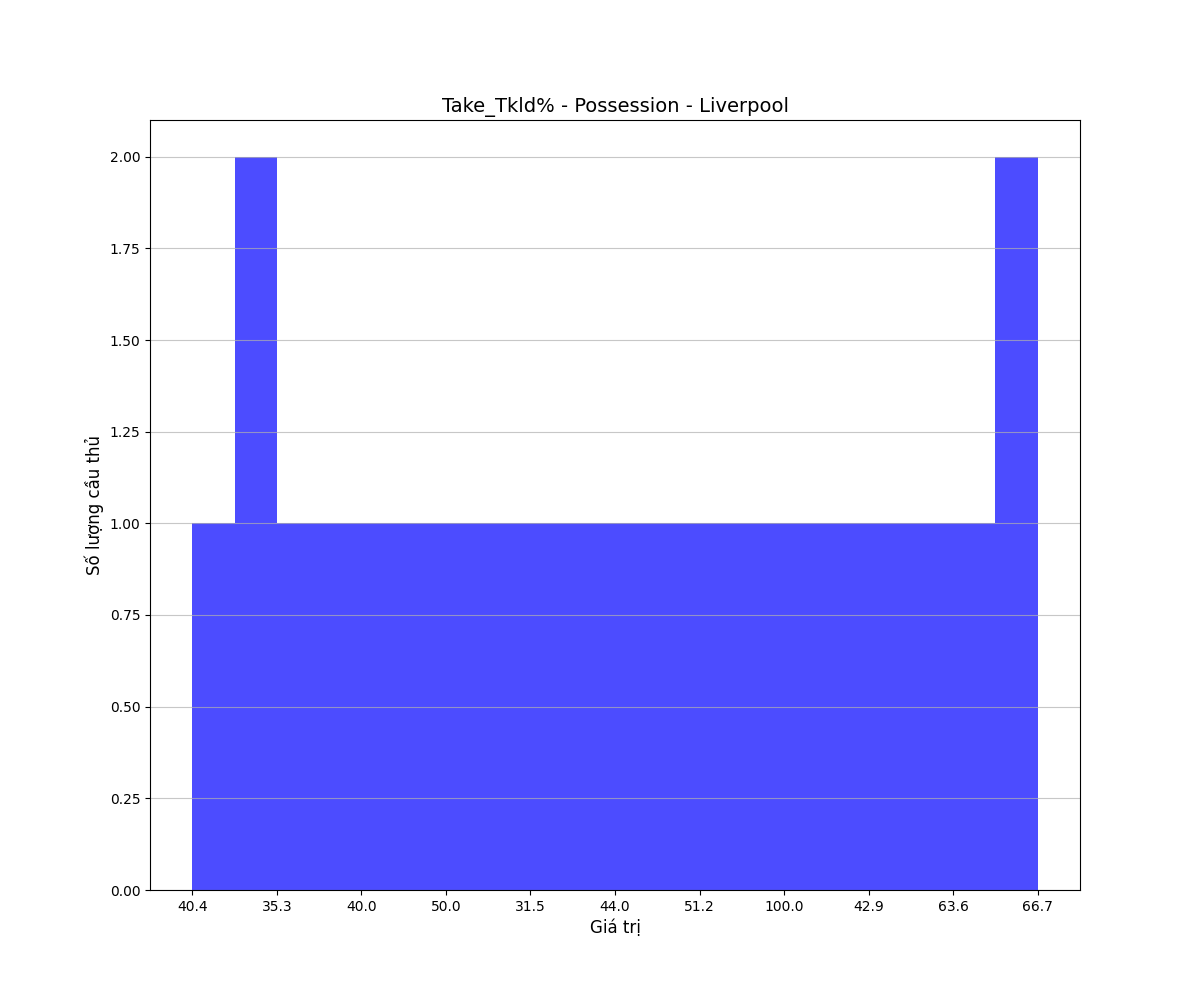 Take_Tkld% - Possession - Liverpool
2.00
1.75
1.50
1.25
1.00
0.75
0.50
0.25
0.00
Số lượng cầu thủ
40.4 35.3 40.0 50.0 31.5 44.0 51.2 100.0 42.9 63.6 66.7
Giá trị